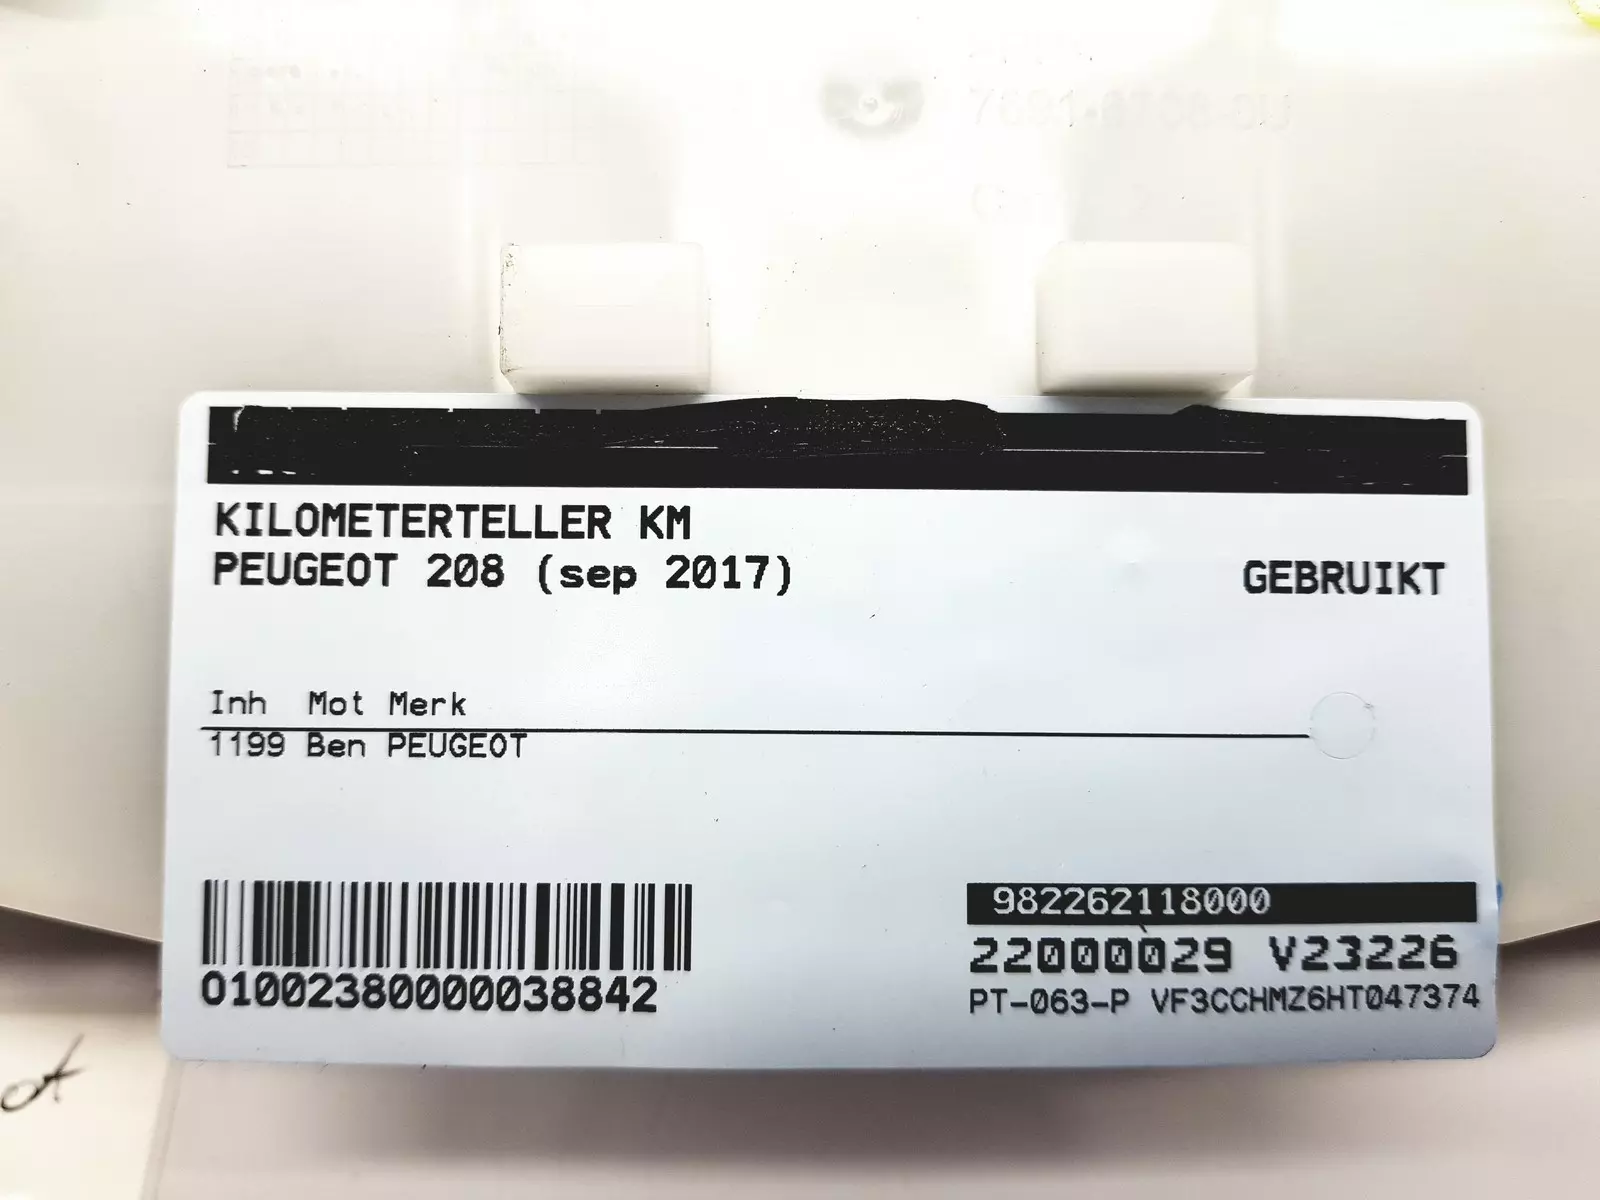 KILOMETERTELLER KM
PEUGEOT 208 (sep 2017)
GEBRUIKT
Inh Mot Merk
1199 Ben PEUGEOT
01002380000038842
982262118000
22000029 V23226
PT-063-P VF3CCHMZ6HT047374